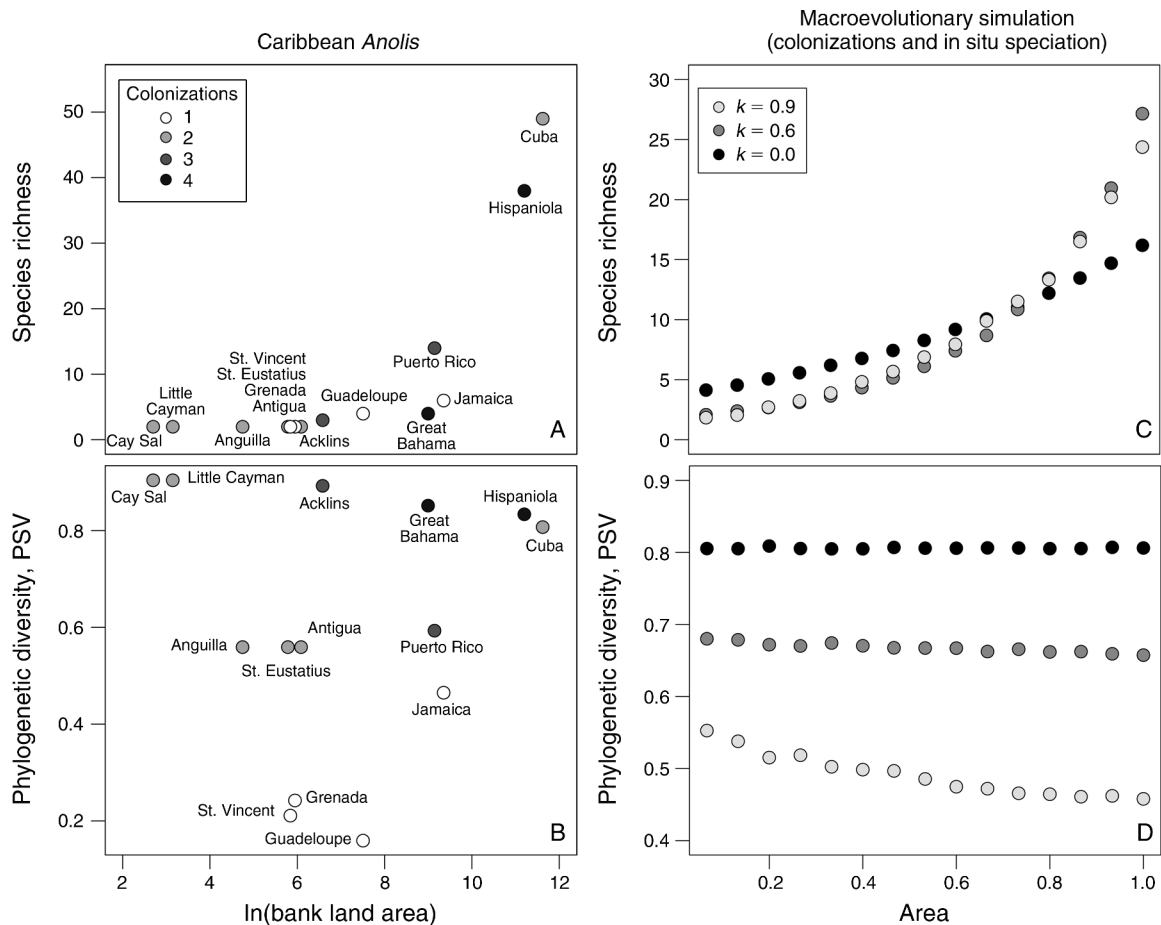 Caribbean Anolis
Macroevolutionary simulation
(colonizations and in situ speciation)
Species richness
50
40
30
20
10
0
Colonizations
1
2
3
4
Cuba
Hispaniola
Puerto Rico
St. Vincent
St. Eustatius
Grenada
Antigua
Little
Cayman
Guadeloupe
Jamaica
Cay Sal
Anguilla
Acklins
Great
Bahama
A
Species richness
30
25
20
15
10
5
0
k = 0.9
k = 0.6
k = 0.0
C
Phylogenetic diversity, PSV
0.8
0.6
0.4
0.2
Cay Sal
Little Cayman
Acklins
Great
Bahama
Hispaniola
Cuba
Anguilla
Antigua
St. Eustatius
Puerto Rico
Jamaica
Grenada
St. Vincent
Guadeloupe
B
2 4 6 8 10 12
ln(bank land area)
Phylogenetic diversity, PSV
0.9
0.8
0.7
0.6
0.5
0.4
D
0.2 0.4 0.6 0.8 1.0
Area